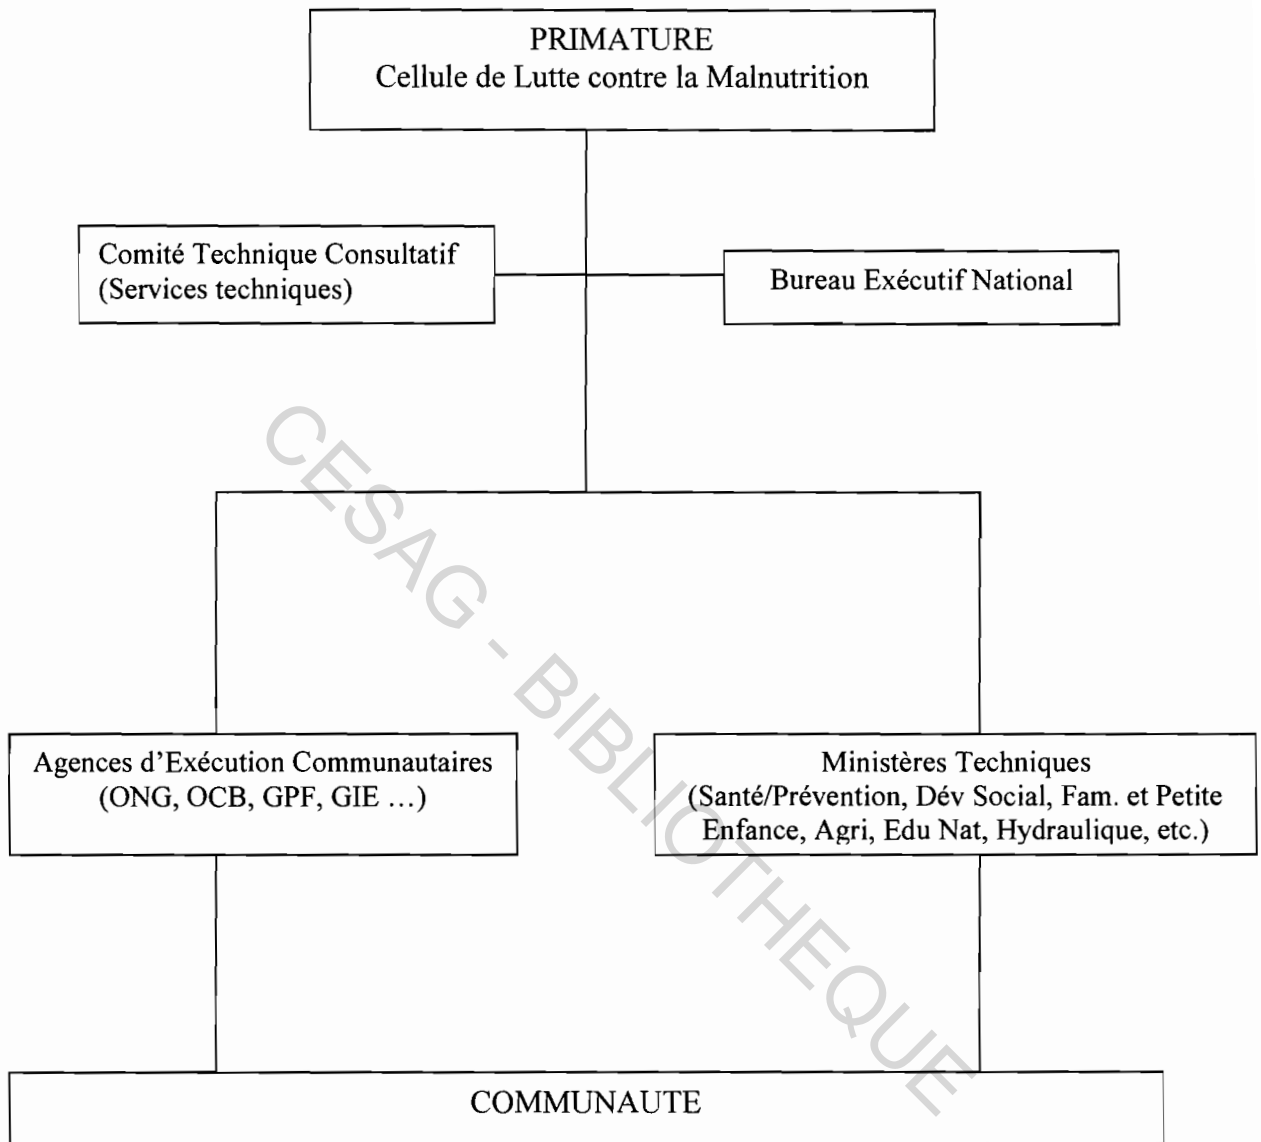 PRIMATURE
Cellule de Lutte contre la Malnutrition
Comité Technique Consultatif
(Services techniques)
Bureau Exécutif National
CESAG - BIBLIOTHEQUE
Agences d'Exécution Communautaires
(ONG, OCB, GPF, GIE ...)
Ministères Techniques
(Santé/Prévention, Dév Social, Fam. et Petite
Enfance, Agri, Edu Nat, Hydraulique, etc.)
COMMUNAUTE